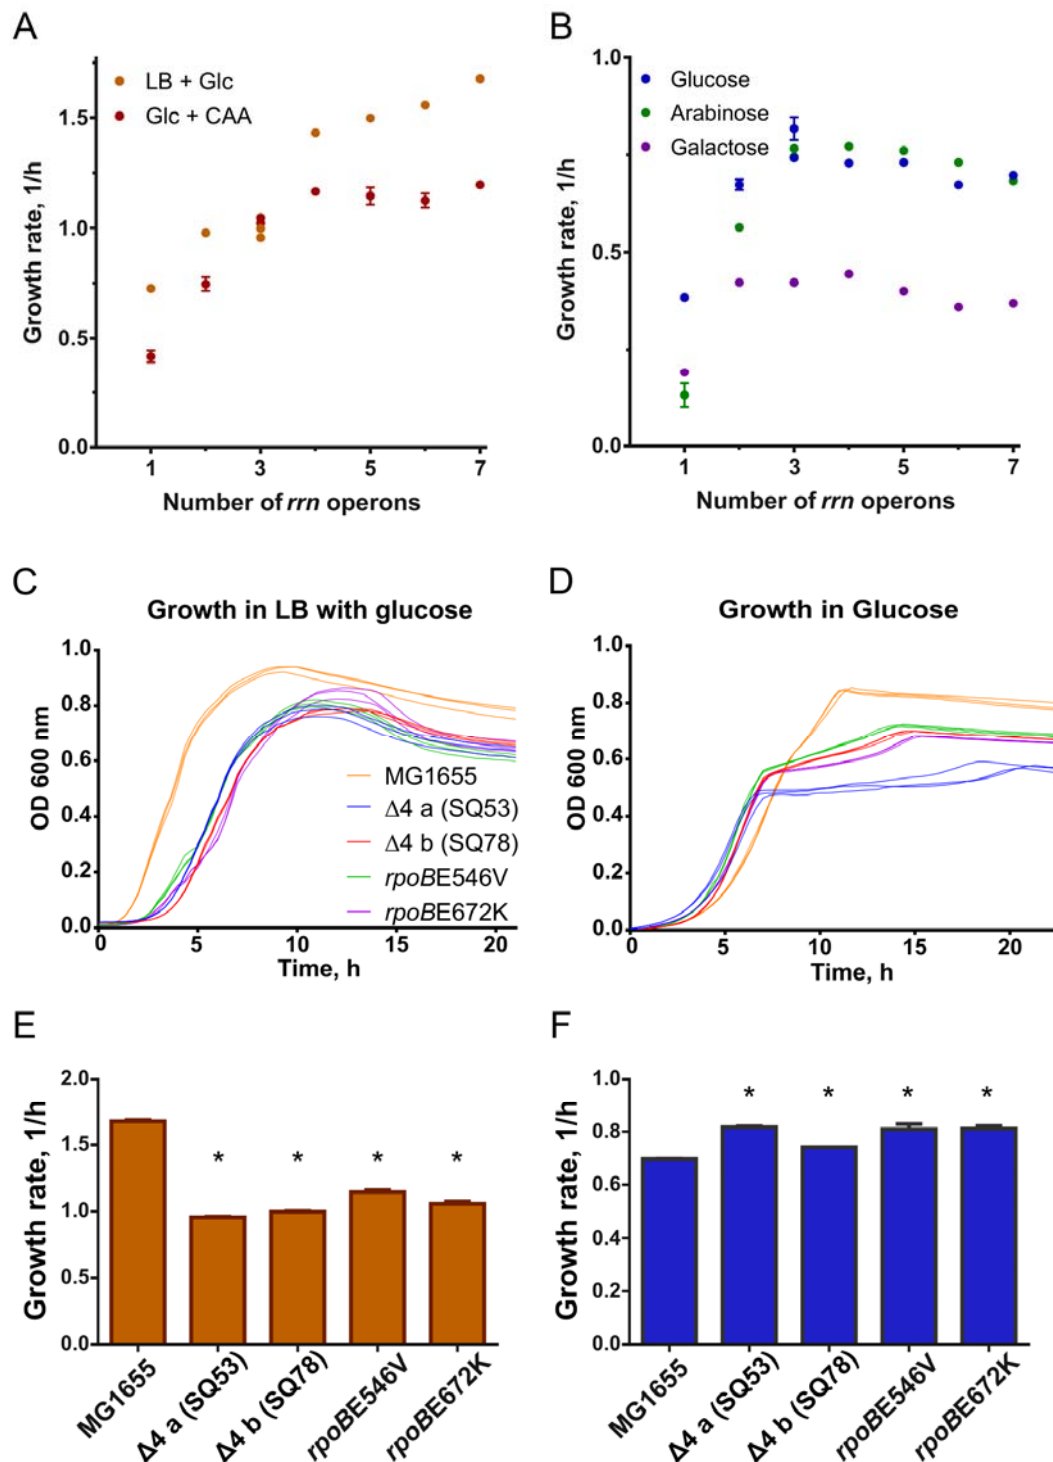 A
LB + Glc
Glc + CAA
Growth rate, 1/h
1.5
1.0
0.5
0.0
1 3 5 7
Number of rrn operons
B
Glucose
Arabinose
Galactose
Growth rate, 1/h
1.0
0.5
0.0
1 3 5 7
Number of rrn operons
C
Growth in LB with glucose
OD 600 nm
1.0
0.8
0.6
0.4
0.2
0.0
MG1655
Δ4 a (SQ53)
Δ4 b (SQ78)
rpoBE546V
rpoBE672K
0 5 10 15 20
Time, h
D
Growth in Glucose
OD 600 nm
1.0
0.8
0.6
0.4
0.2
0.0
0 5 10 15 20
Time, h
E
Growth rate, 1/h
2.0
1.5
1.0
0.5
0.0
* * * *
MG1655
Δ4 a (SQ53)
Δ4 b (SQ78)
rpoBE546V
rpoBE672K
F
Growth rate, 1/h
1.0
0.8
0.6
0.4
0.2
0.0
* * * *
MG1655
Δ4 a (SQ53)
Δ4 b (SQ78)
rpoBE546V
rpoBE672K